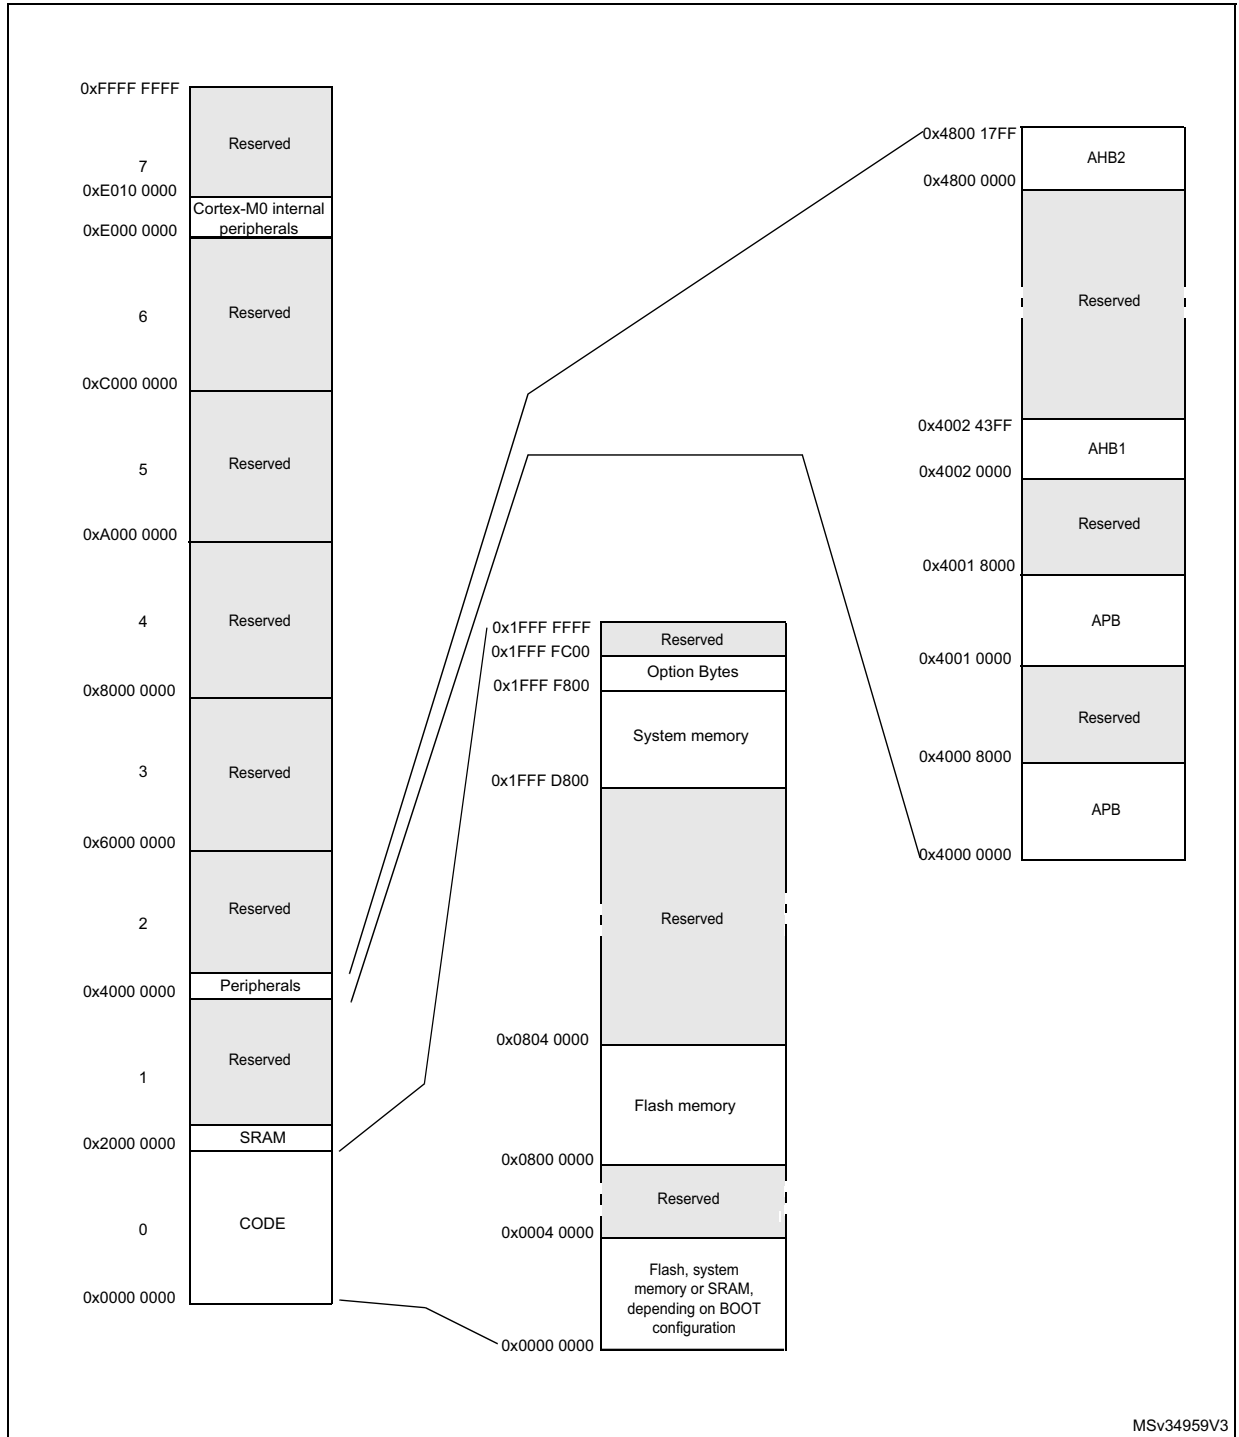 0xFFFF FFFF
Reserved
7
0xE010 0000
Cortex-M0 internal
peripherals
0xE000 0000
Reserved
6
0xC000 0000
Reserved
5
0xA000 0000
Reserved
4
0x8000 0000
Reserved
3
0x6000 0000
Reserved
2
Peripherals
0x4000 0000
Reserved
1
SRAM
0x2000 0000
CODE
0
0x0000 0000
0x1FFF FFFF
Reserved
0x1FFF FC00
Option Bytes
0x1FFF F800
System memory
0x1FFF D800
Reserved
0x0804 0000
Flash memory
0x0800 0000
Reserved
0x0004 0000
Flash, system
memory or SRAM,
depending on BOOT
configuration
0x0000 0000
0x4800 17FF
AHB2
0x4800 0000
Reserved
0x4002 43FF
AHB1
0x4002 0000
Reserved
0x4001 8000
APB
0x4001 0000
Reserved
0x4000 8000
APB
0x4000 0000
MSv34959V3